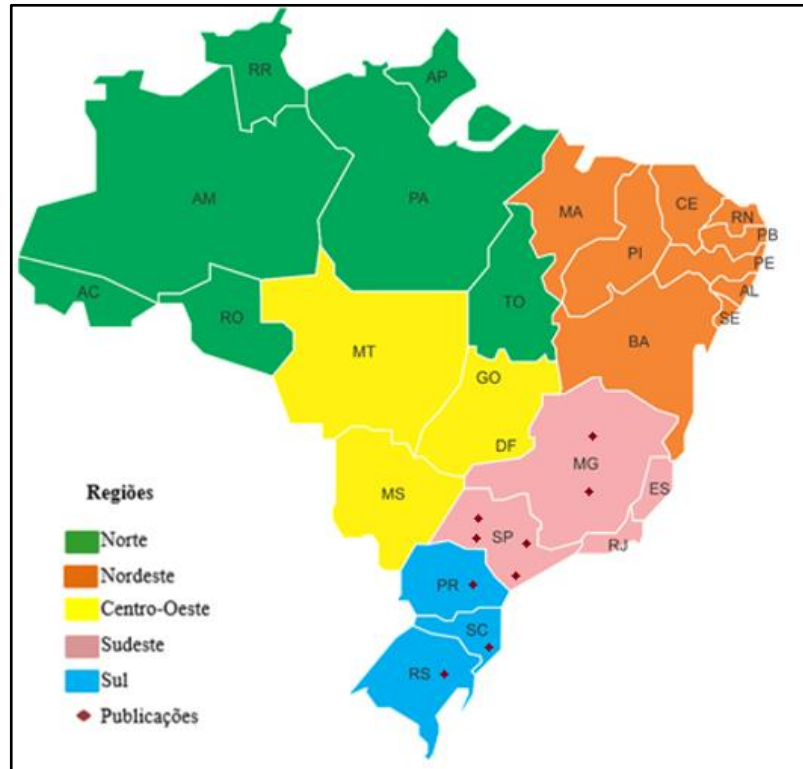 RR
AP
AM
PA
MA
CE
RN
PB
PI
PE
AC
AL
RO
TO
SE
BA
MT
GO
DF
MG
MS
ES
SP
RJ
PR
SC
RS
Regiões
Norte
Nordeste
Centro-Oeste
Sudeste
Sul
Publicações